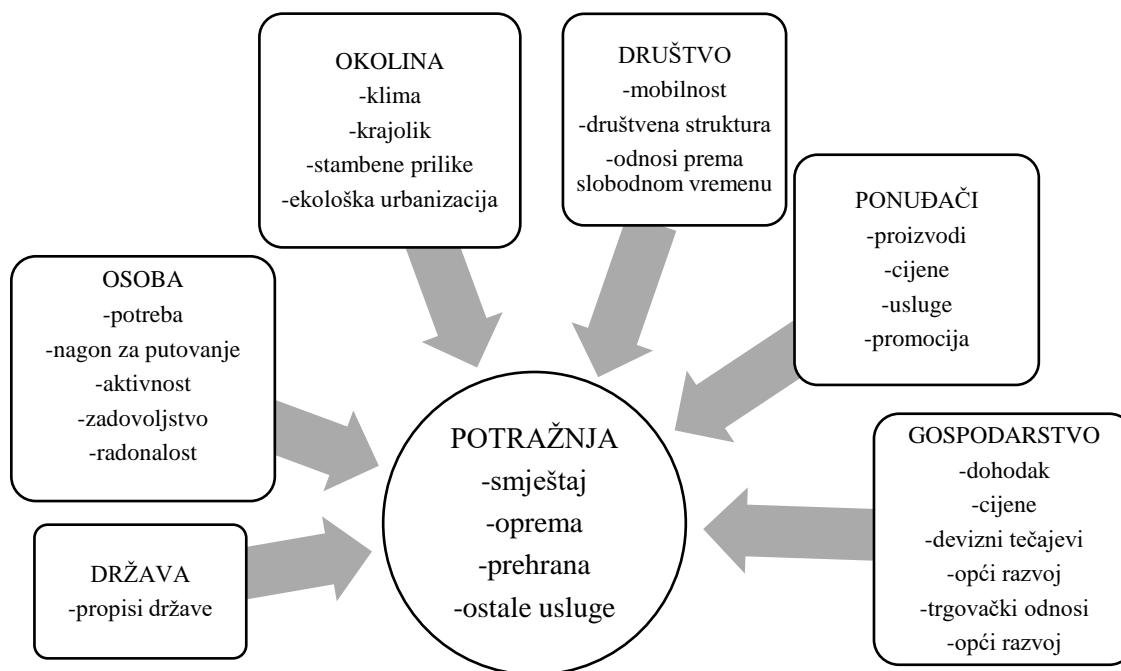 OKOLINA
-klima
-krajolik
-stambene prilike
-ekološka urbanizacija
DRUŠTVO
-mobilnost
-društvena struktura
-odnosi prema
slobodnom vremenu
PONUĐAČI
-proizvodi
-cijene
-usluge
-promocija
OSOBA
-potreba
-nagon za putovanje
-aktivnost
-zadovoljstvo
-radonalost
POTRAŽNJA
-smještaj
-oprema
-prehrana
-ostale usluge
GOSPODARSTVO
-dohodak
-cijene
-devizni tečajevi
-opći razvoj
-trgovački odnosi
-opći razvoj
DRŽAVA
-propisi države